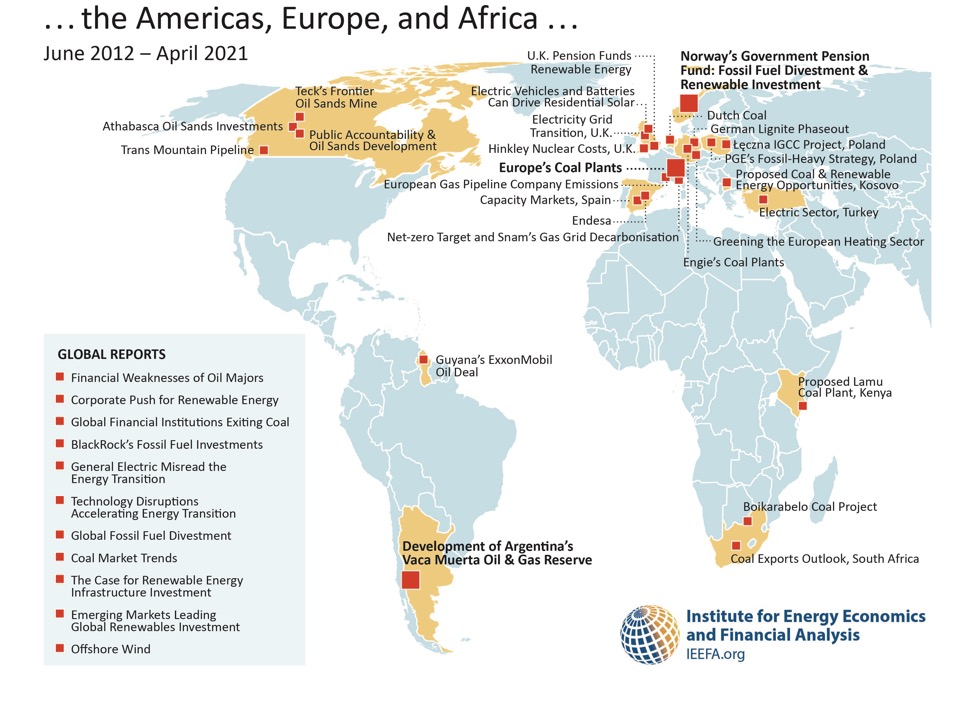 ...the Americas, Europe, and Africa ...
June 2012 – April 2021
U.K. Pension Funds
Renewable Energy
Norway's Government Pension
Fund: Fossil Fuel Divestment &
Renewable Investment
Teck's Frontier
Oil Sands Mine
Electric Vehicles and Batteries
Can Drive Residential Solar
Athabasca Oil Sands Investments
Public Accountability &
Oil Sands Development
Trans Mountain Pipeline
Electricity Grid
Transition, U.K.
Hinkley Nuclear Costs, U.K.
Europe's Coal Plants
European Gas Pipeline Company Emissions
Capacity Markets, Spain
Endesa
Net-zero Target and Snam's Gas Grid Decarbonisation
Dutch Coal
German Lignite Phaseout
Łęczna IGCC Project, Poland
PGE's Fossil-Heavy Strategy, Poland
Proposed Coal & Renewable
Energy Opportunities, Kosovo
Electric Sector, Turkey
Greening the European Heating Sector
Engie's Coal Plants
GLOBAL REPORTS
Financial Weaknesses of Oil Majors
Corporate Push for Renewable Energy
Global Financial Institutions Exiting Coal
BlackRock's Fossil Fuel Investments
General Electric Misread the
Energy Transition
Technology Disruptions
Accelerating Energy Transition
Global Fossil Fuel Divestment
Coal Market Trends
The Case for Renewable Energy
Infrastructure Investment
Emerging Markets Leading
Global Renewables Investment
Offshore Wind
Guyana's ExxonMobil
Oil Deal
Proposed Lamu
Coal Plant, Kenya
Boikarabelo Coal Project
Coal Exports Outlook, South Africa
Development of Argentina's
Vaca Muerta Oil & Gas Reserve
Institute for Energy Economics
and Financial Analysis
IEEFA.org